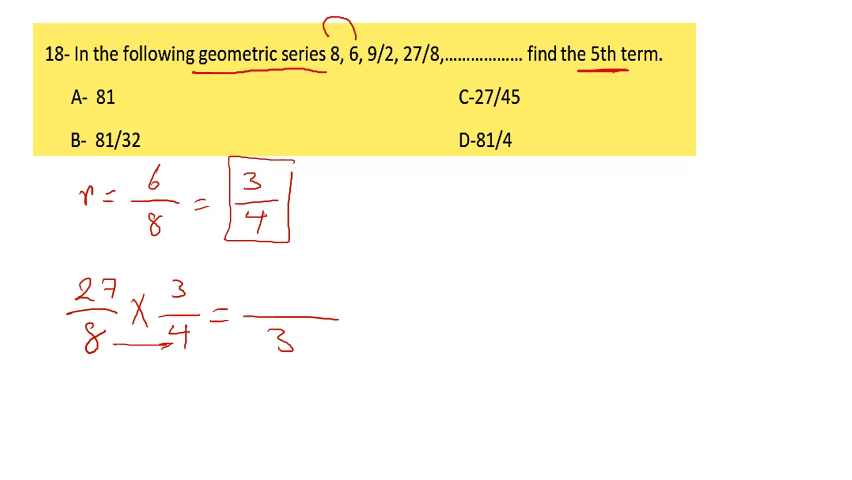 18- In the following geometric series 8, 6, 9/2, 27/8,.................. find the 5th term.
A- 81
C-27/45
B- 81/32
D-81/4
r = 6/8 = 3/4
27/8 × 3/4 = /3